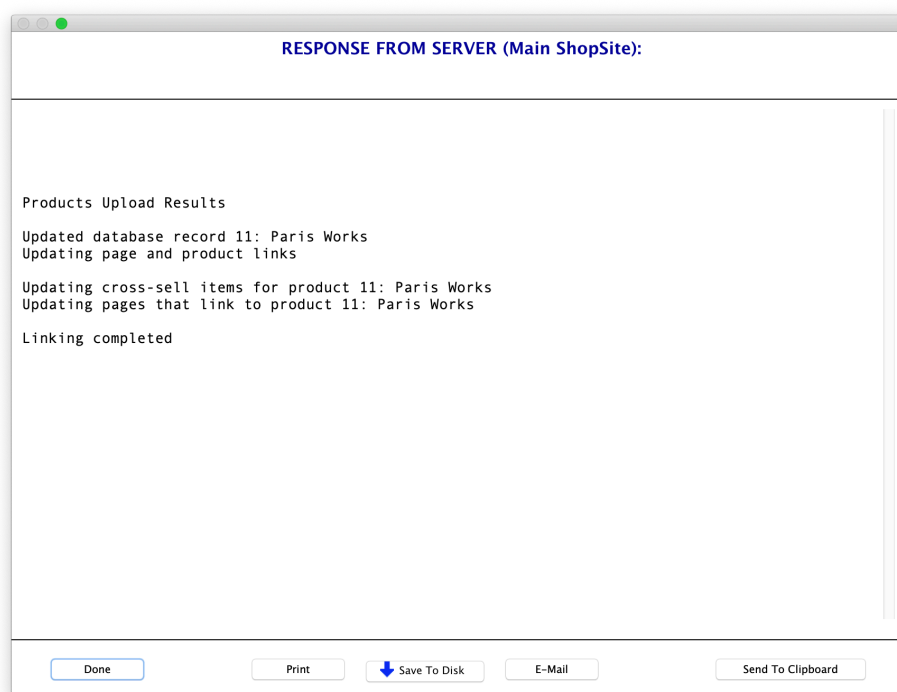 RESPONSE FROM SERVER (Main ShopSite):
Products Upload Results
Updated database record 11: Paris Works
Updating page and product links
Updating cross-sell items for product 11: Paris Works
Updating pages that link to product 11: Paris Works
Linking completed
Done
Print
Save To Disk
E-Mail
Send To Clipboard